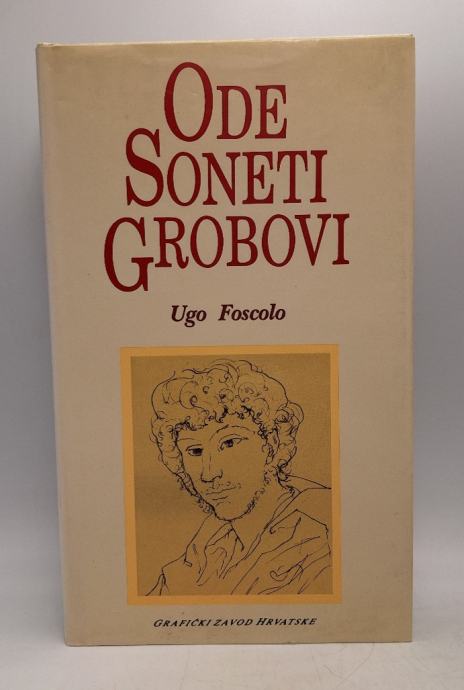 ODE
SONETI
GROBOVI
Ugo Foscolo
GRAFIČKI ZAVOD HRVATSKE